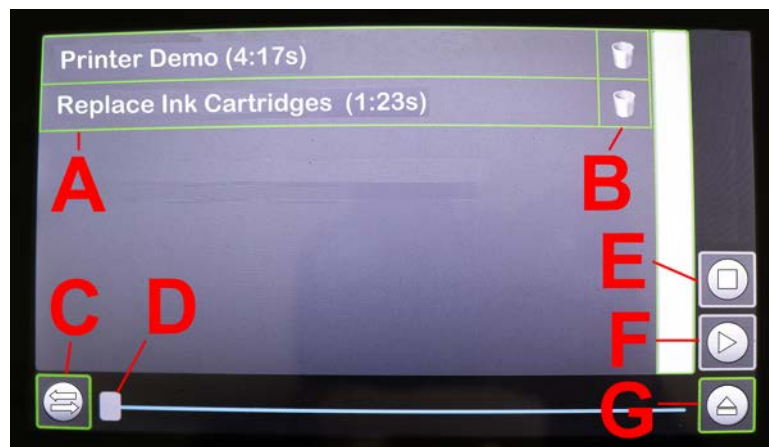 Printer Demo (4:17s)
Replace Ink Cartridges (1:23s)
A
B
E
C
D
F
G